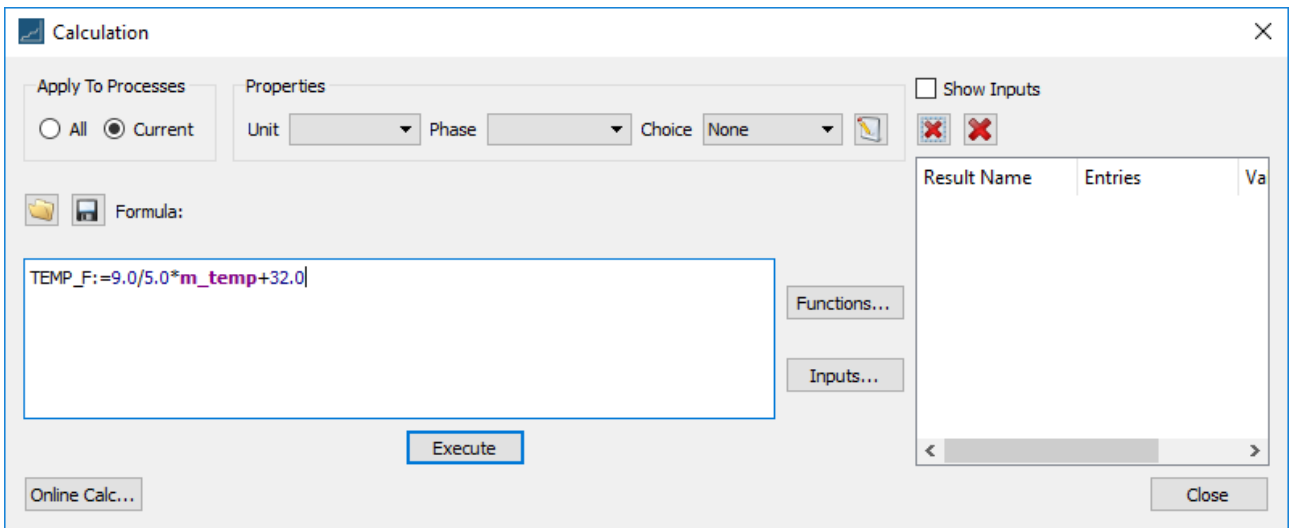 Calculation
Apply To Processes
All Current
Properties
Unit Phase Choice None
Show Inputs
Result Name Entries Va
Formula:
TEMP_F:=9.0/5.0*m_temp+32.0
Functions...
Inputs...
Execute
Online Calc...
Close